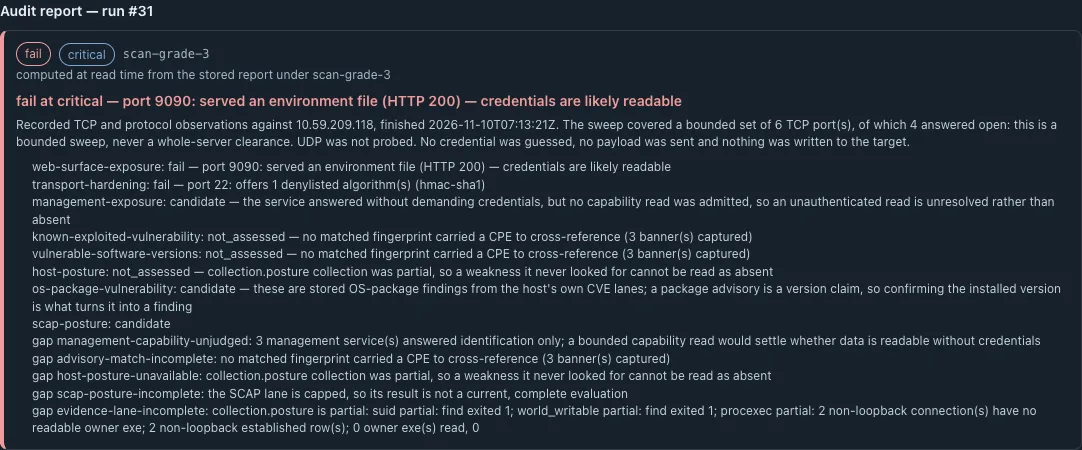 Audit report — run #31
fail critical scan-grade-3
computed at read time from the stored report under scan-grade-3
fail at critical — port 9090: served an environment file (HTTP 200) — credentials are likely readable
Recorded TCP and protocol observations against 10.59.209.118, finished 2026-11-10T07:13:21Z. The sweep covered a bounded set of 6 TCP port(s), of which 4 answered open: this is a
bounded sweep, never a whole-server clearance. UDP was not probed. No credential was guessed, no payload was sent and nothing was written to the target.
web-surface-exposure: fail — port 9090: served an environment file (HTTP 200) — credentials are likely readable
transport-hardening: fail — port 22: offers 1 denylisted algorithm(s) (hmac-sha1)
management-exposure: candidate — the service answered without demanding credentials, but no capability read was admitted, so an unauthenticated read is unresolved rather than
absent
known-exploited-vulnerability: not_assessed — no matched fingerprint carried a CPE to cross-reference (3 banner(s) captured)
vulnerable-software-versions: not_assessed — no matched fingerprint carried a CPE to cross-reference (3 banner(s) captured)
host-posture: not_assessed — collection.posture collection was partial, so a weakness it never looked for cannot be read as absent
os-package-vulnerability: candidate — these are stored OS-package findings from the host's own CVE lanes; a package advisory is a version claim, so confirming the installed version
is what turns it into a finding
scap-posture: candidate
gap management-capability-unjudged: 3 management service(s) answered identification only; a bounded capability read would settle whether data is readable without credentials
gap advisory-match-incomplete: no matched fingerprint carried a CPE to cross-reference (3 banner(s) captured)
gap host-posture-unavailable: collection.posture collection was partial, so a weakness it never looked for cannot be read as absent
gap scap-posture-incomplete: the SCAP lane is capped, so its result is not a current, complete evaluation
gap evidence-lane-incomplete: collection.posture is partial: suid partial: find exited 1; world_writable partial: find exited 1; procexec partial: 2 non-loopback connection(s) have no
readable owner exe; 2 non-loopback established row(s); 0 owner exe(s) read, 0